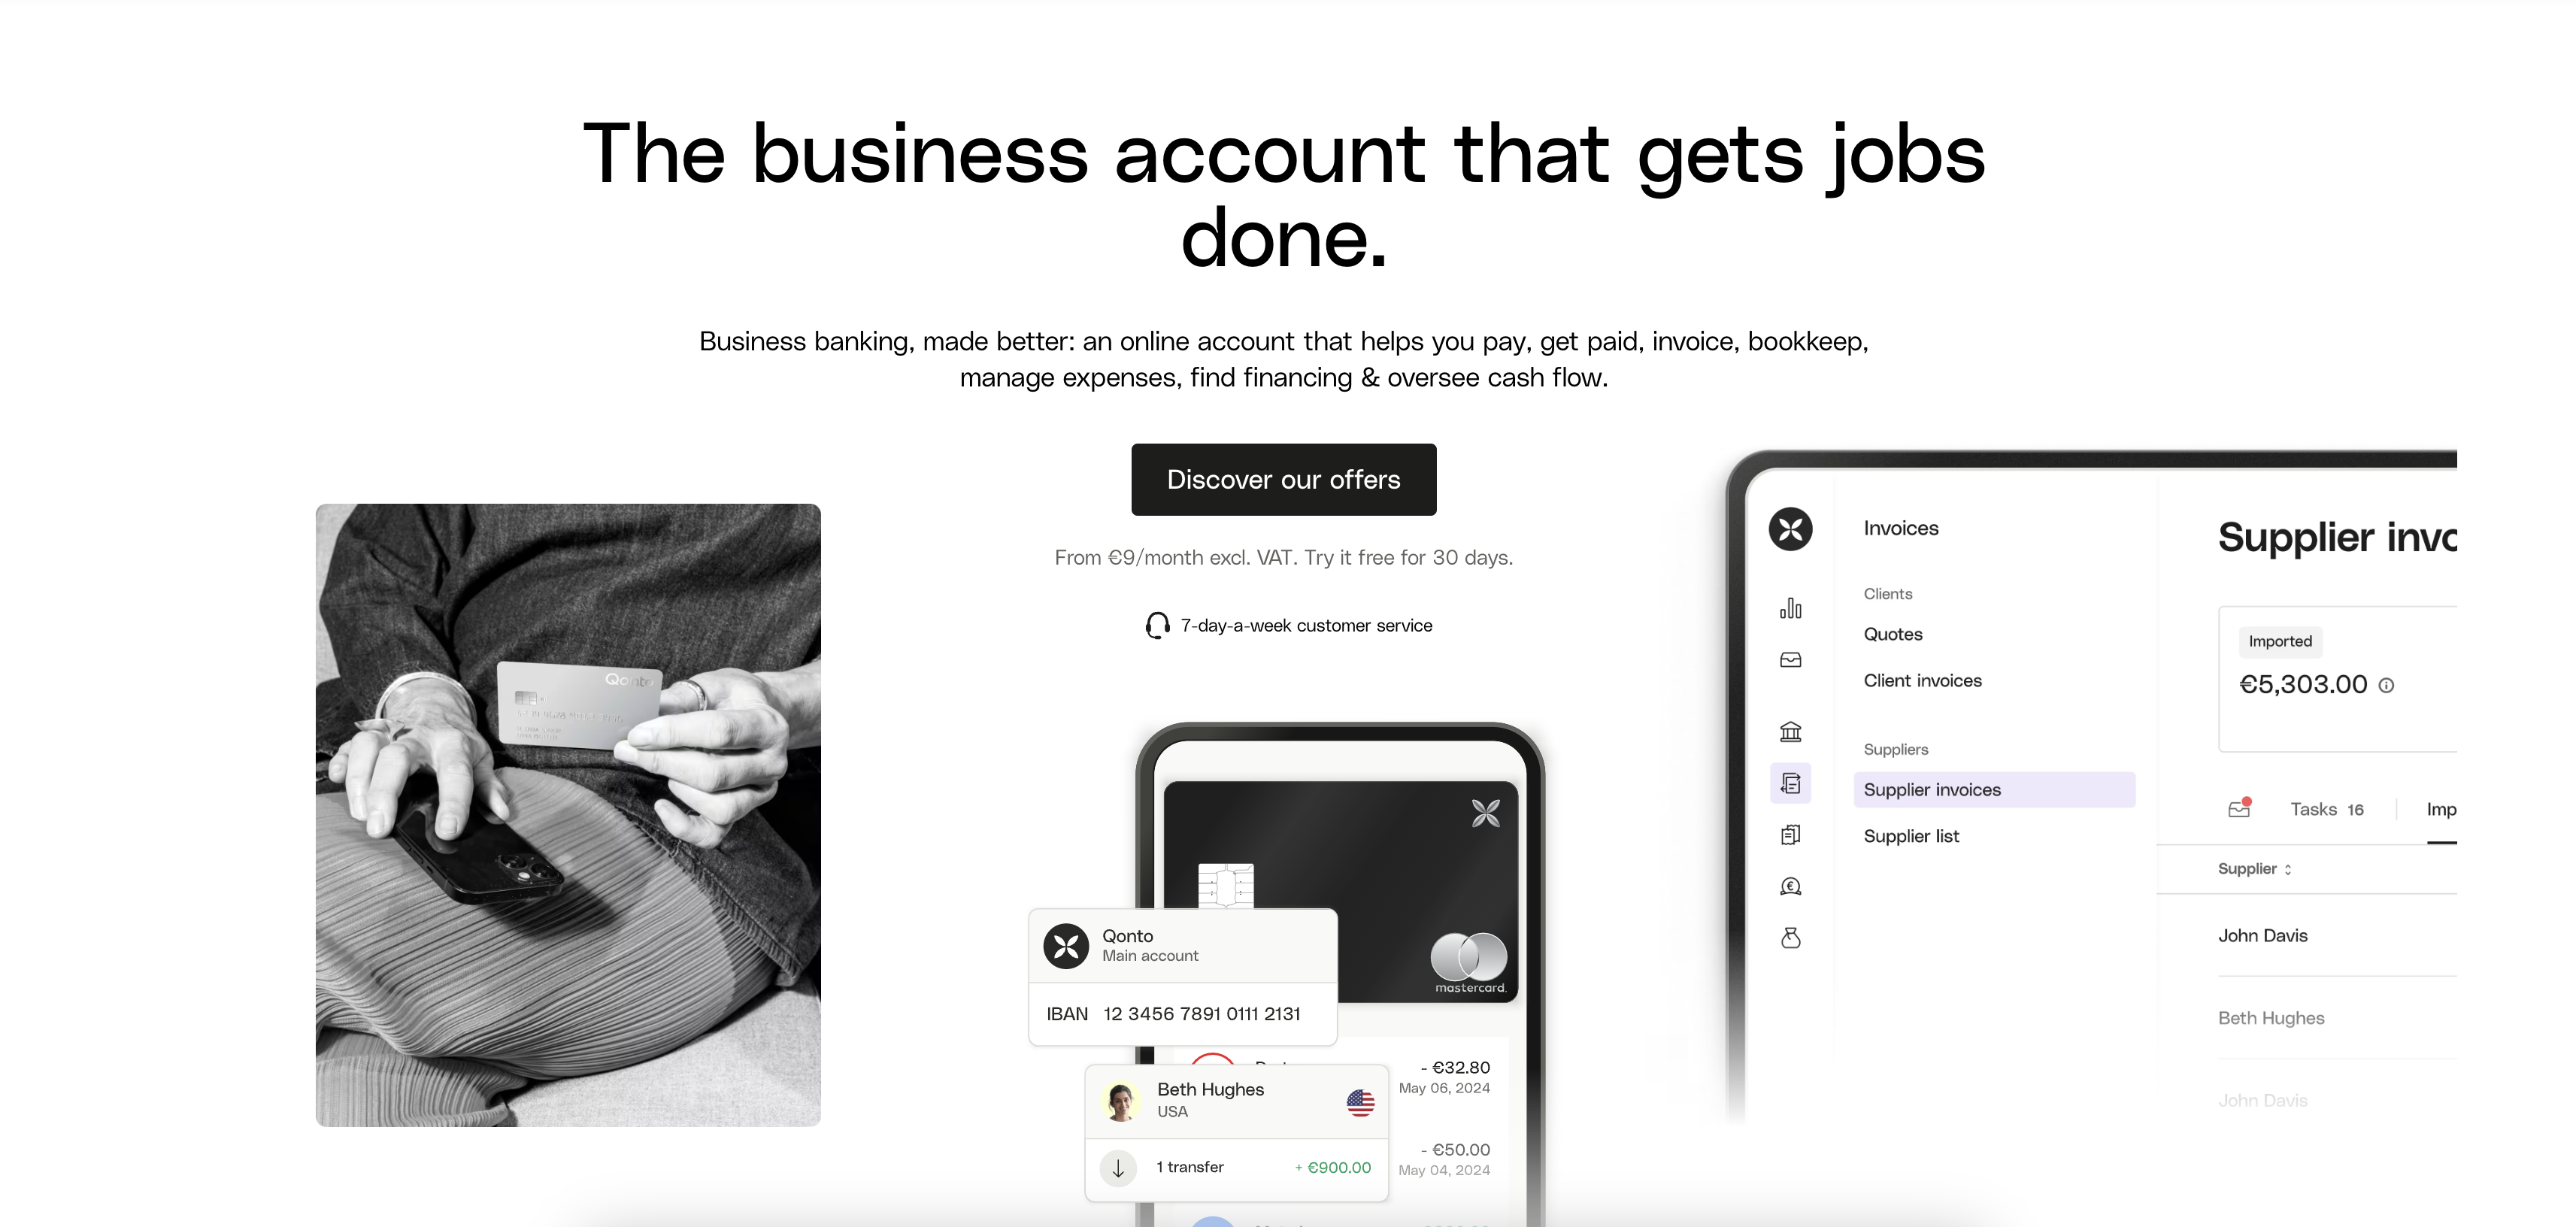 The business account that gets jobs
done.
Business banking, made better: an online account that helps you pay, get paid, invoice, bookkeep,
manage expenses, find financing & oversee cash flow.
Discover our offers
From €9/month excl. VAT. Try it free for 30 days.
7-day-a-week customer service
Qonto
mastercard.
Qonto
Main account
IBAN 12 3456 7891 0111 2131
- €32.80
May 06, 2024
Beth Hughes
USA
- €50.00
May 04, 2024
1 transfer
+ €900.00
Invoices
Clients
Quotes
Client invoices
Suppliers
Supplier invoices
Supplier list
Supplier invo
Imported
€5,303.00
Tasks 16
Imp
Supplier
John Davis
Beth Hughes
John Davis